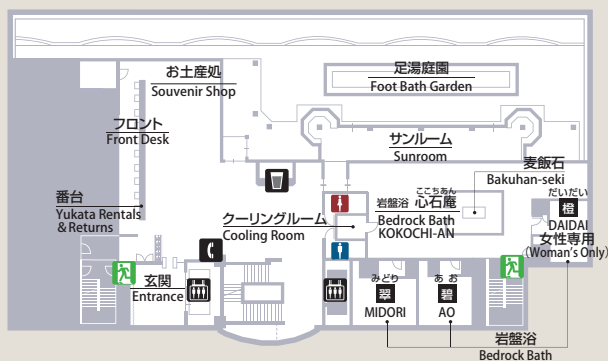 お土産処
Souvenir Shop
足湯庭園
Foot Bath Garden
フロント
Front Desk
サンルーム
Sunroom
麦飯石
Bakuhan-seki
番台
Yukata Rentals
& Returns
クーリングルーム
Cooling Room
ここちあん
岩盤浴 心石庵
Bedrock Bath
KOKOCHI-AN
だいだい
橙
DAIDAI
女性専用
(Woman's Only)
玄関
Entrance
みどり
翠
MIDORI
あお
碧
AO
岩盤浴
Bedrock Bath